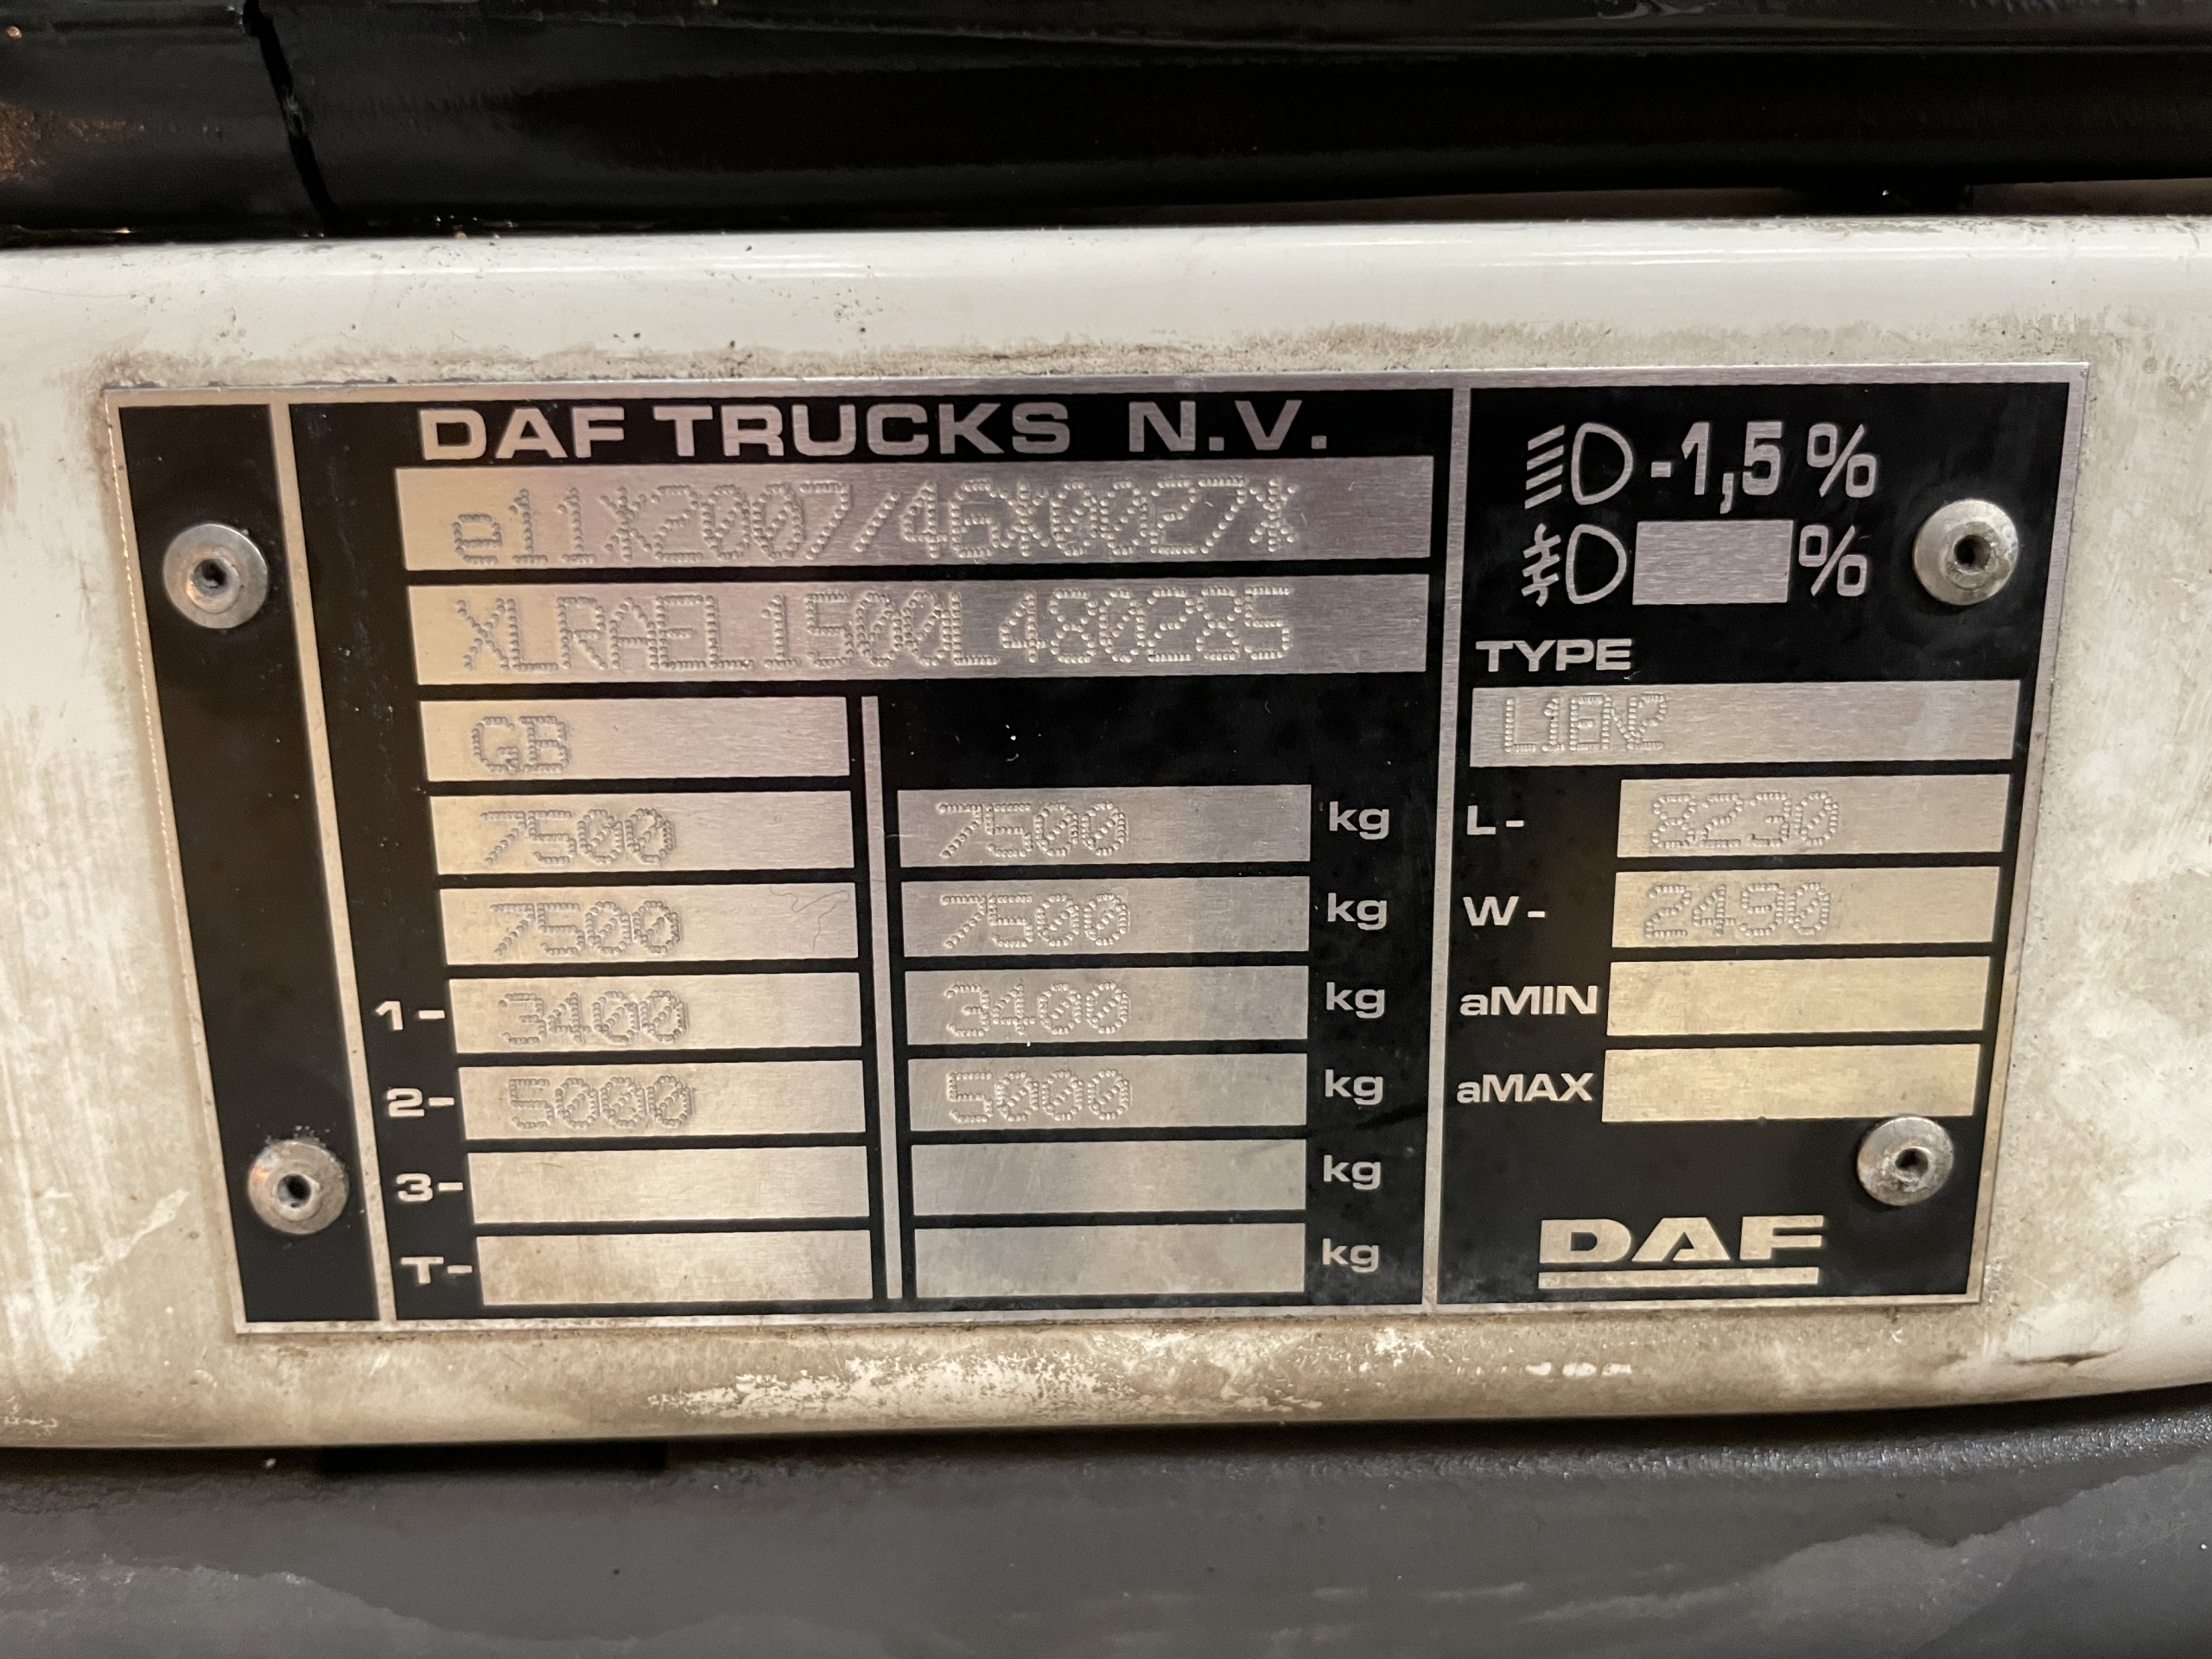 DAF TRUCKS N.V.
e11*2007/46*0027*
XLRAEL1500L480285
GB
7500 7500 kg
7500 7500 kg
1- 3400 3400 kg
2- 5000 5000 kg
3- kg
T- kg
-1,5 %
%
TYPE
L1EN2
L- 8230
W- 2490
aMIN
aMAX
DAF